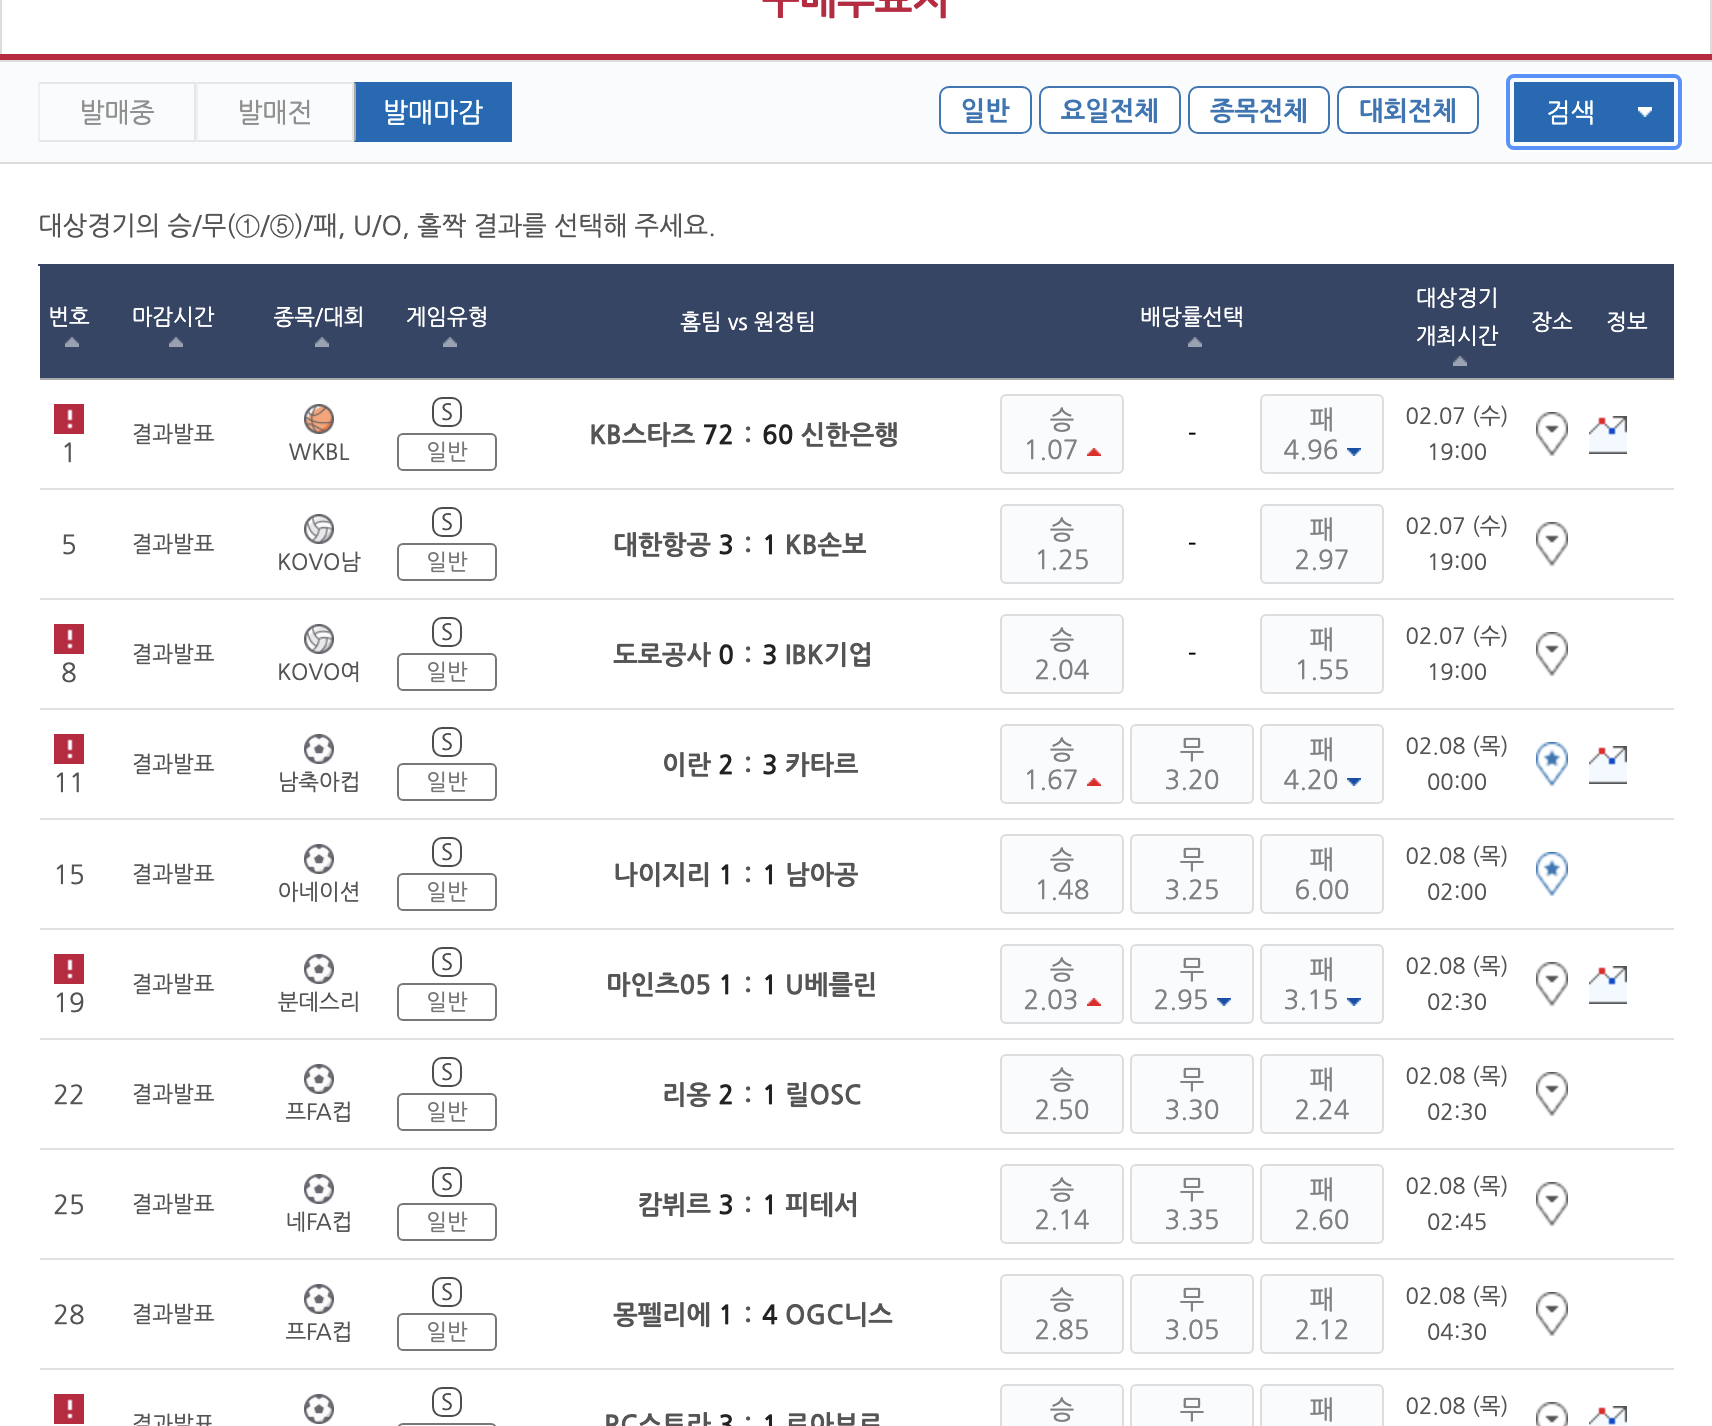 구매투표지
발매중 발매전 발매마감 일반 요일전체 종목전체 대회전체 검색
대상경기의 승/무(①/⑤)/패, U/O, 홀짝 결과를 선택해 주세요.
번호 마감시간 종목/대회 게임유형 홈팀 vs 원정팀 배당률선택 대상경기 개최시간 장소 정보
! 1 결과발표 WKBL S 일반 KB스타즈 72 : 60 신한은행 승 1.07 - 패 4.96 02.07 (수) 19:00
5 결과발표 KOVO남 S 일반 대한항공 3 : 1 KB손보 승 1.25 - 패 2.97 02.07 (수) 19:00
! 8 결과발표 KOVO여 S 일반 도로공사 0 : 3 IBK기업 승 2.04 - 패 1.55 02.07 (수) 19:00
! 11 결과발표 남축아컵 S 일반 이란 2 : 3 카타르 승 1.67 무 3.20 패 4.20 02.08 (목) 00:00
15 결과발표 아네이션 S 일반 나이지리 1 : 1 남아공 승 1.48 무 3.25 패 6.00 02.08 (목) 02:00
! 19 결과발표 분데스리 S 일반 마인츠05 1 : 1 U베를린 승 2.03 무 2.95 패 3.15 02.08 (목) 02:30
22 결과발표 프FA컵 S 일반 리옹 2 : 1 릴OSC 승 2.50 무 3.30 패 2.24 02.08 (목) 02:30
25 결과발표 네FA컵 S 일반 캄뷔르 3 : 1 피테서 승 2.14 무 3.35 패 2.60 02.08 (목) 02:45
28 결과발표 프FA컵 S 일반 몽펠리에 1 : 4 OGC니스 승 2.85 무 3.05 패 2.12 02.08 (목) 04:30
! 결과발표 S RC스트라 3 : 1 승 무 패 02.08 (목)